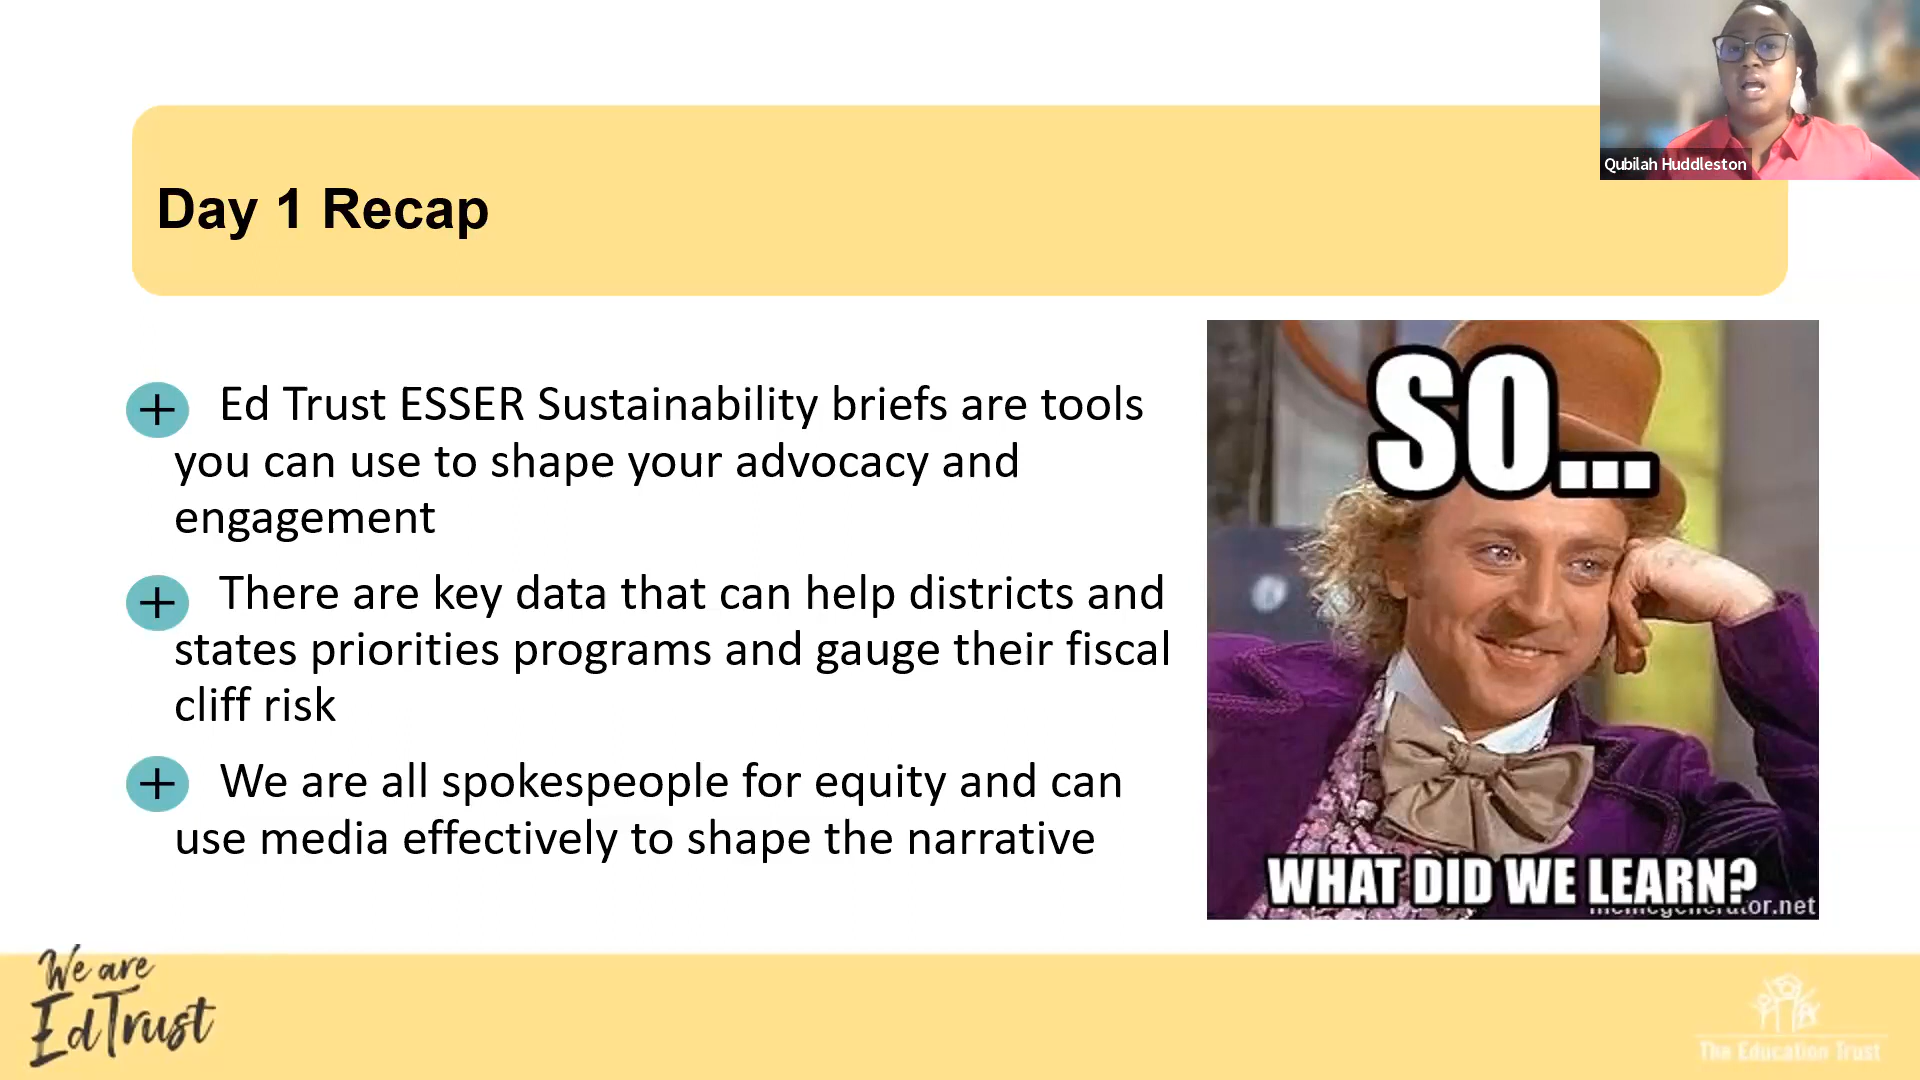 Qubilah Huddleston
Day 1 Recap
+ Ed Trust ESSER Sustainability briefs are tools
you can use to shape your advocacy and
engagement
+ There are key data that can help districts and
states priorities programs and gauge their fiscal
cliff risk
+ We are all spokespeople for equity and can
use media effectively to shape the narrative
SO...
WHAT DID WE LEARN?
memegenerator.net
We are
EdTrust
The Education Trust